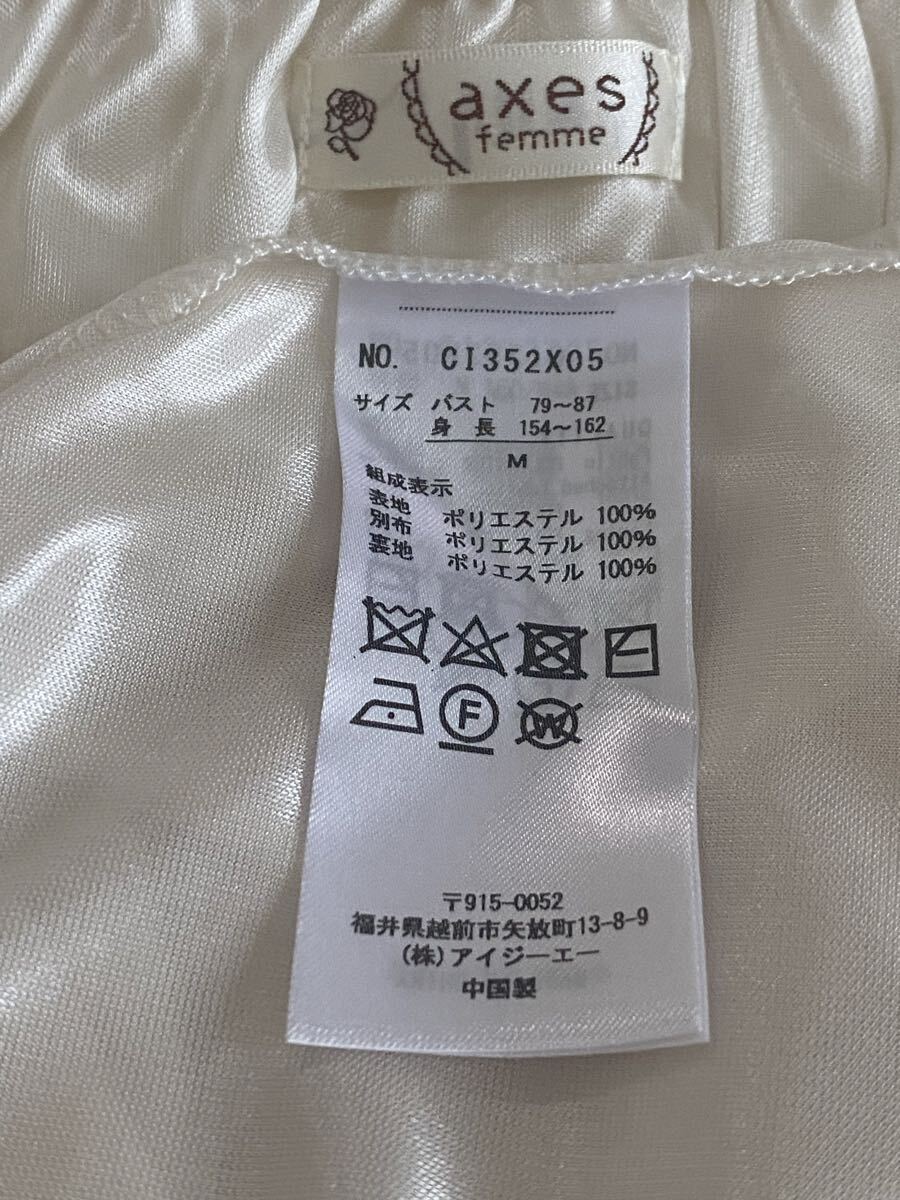 axes
femme
NO. CI352X05
サイズ バスト 79～87
身長 154～162
M
組成表示
表地 ポリエステル 100%
別布 ポリエステル 100%
裏地 ポリエステル 100%
F
W
〒915-0052
福井県越前市矢放町13-8-9
(株)アイジーエー
中国製